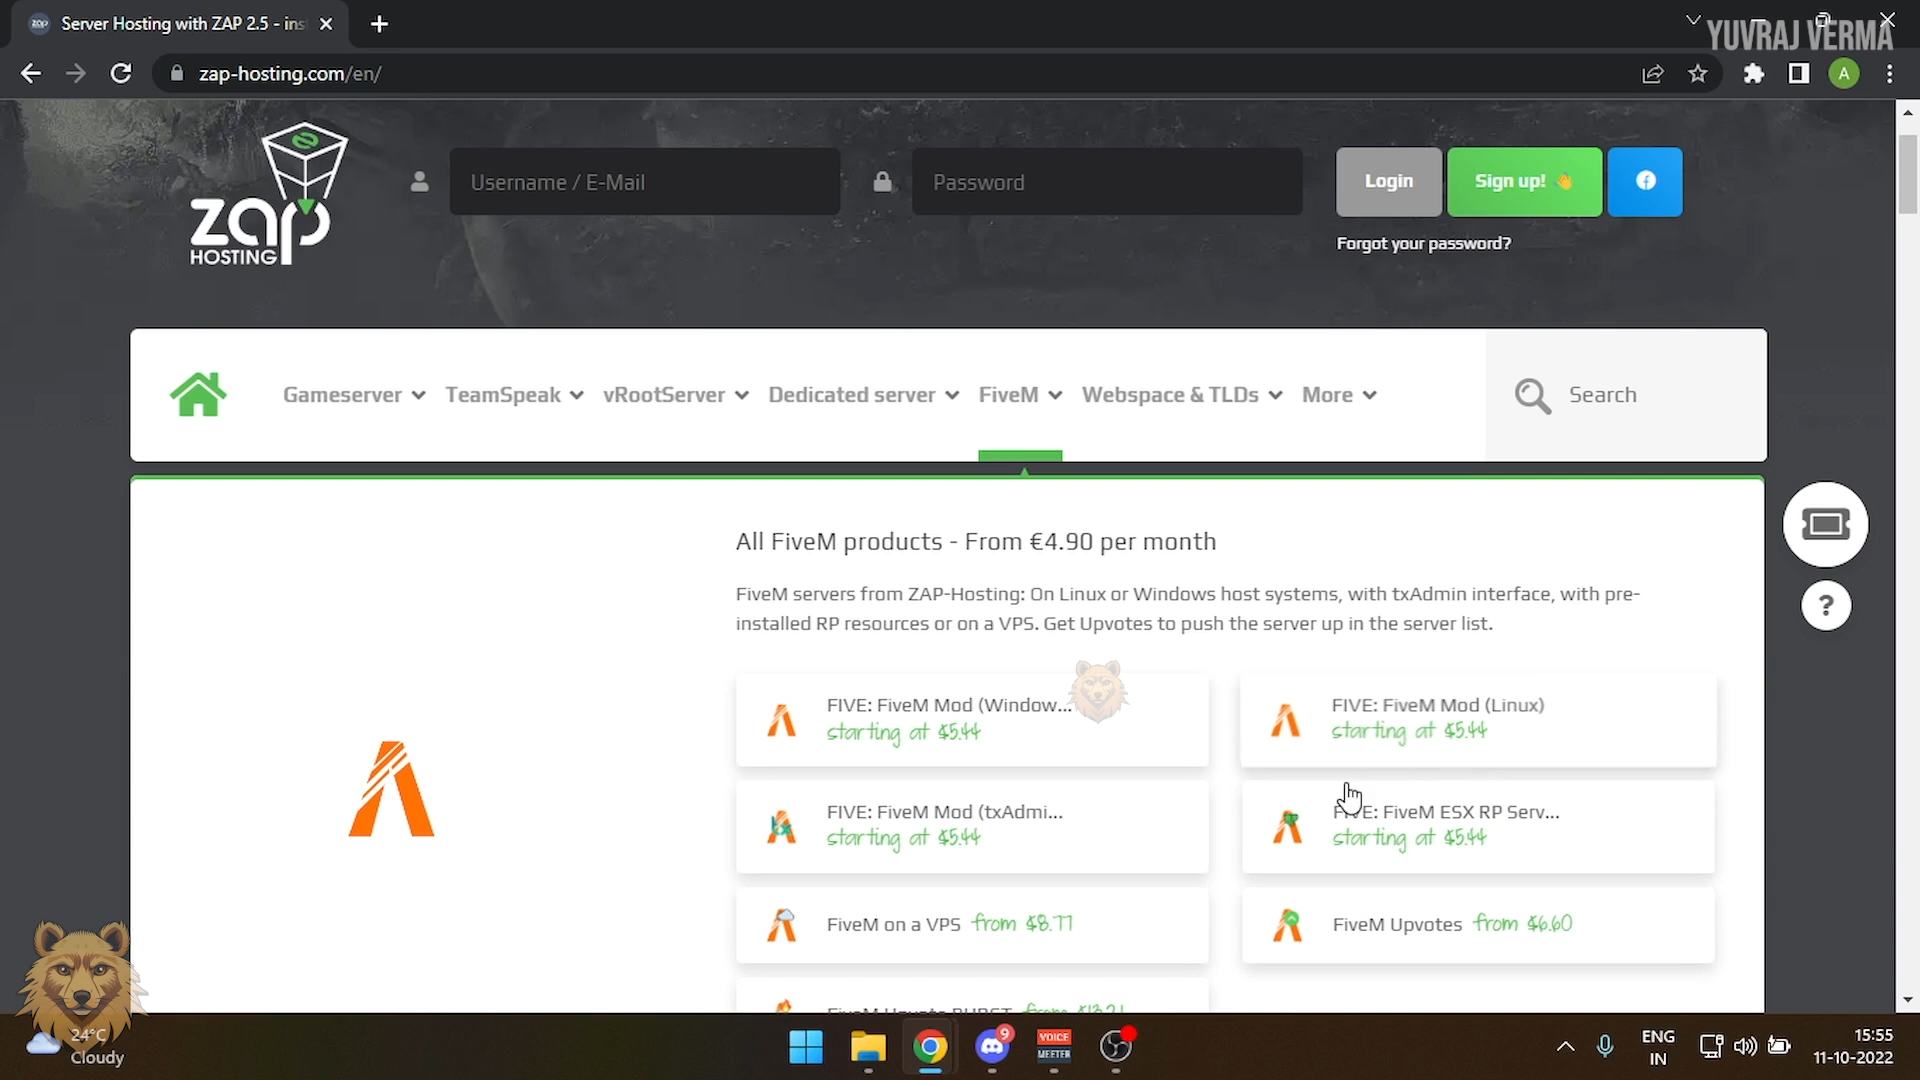 Server Hosting with ZAP 2.5 - ins
YUVRAJ VERMA
zap-hosting.com/en/
A
zap
HOSTING
Username / E-Mail
Password
Login
Sign up! 👋
Forgot your password?
Gameserver
TeamSpeak
vRootServer
Dedicated server
FiveM
Webspace & TLDs
More
Search
All FiveM products - From €4.90 per month
FiveM servers from ZAP-Hosting: On Linux or Windows host systems, with txAdmin interface, with pre-
installed RP resources or on a VPS. Get Upvotes to push the server up in the server list.
?
FIVE: FiveM Mod (Window...
starting at $5.44
FIVE: FiveM Mod (Linux)
starting at $5.44
FIVE: FiveM Mod (txAdmi...
starting at $5.44
FIVE: FiveM ESX RP Serv...
starting at $5.44
FiveM on a VPS from $8.77
FiveM Upvotes from $6.60
24°C
Cloudy
9
VOICE
MEETER
ENG
IN
15:55
11-10-2022